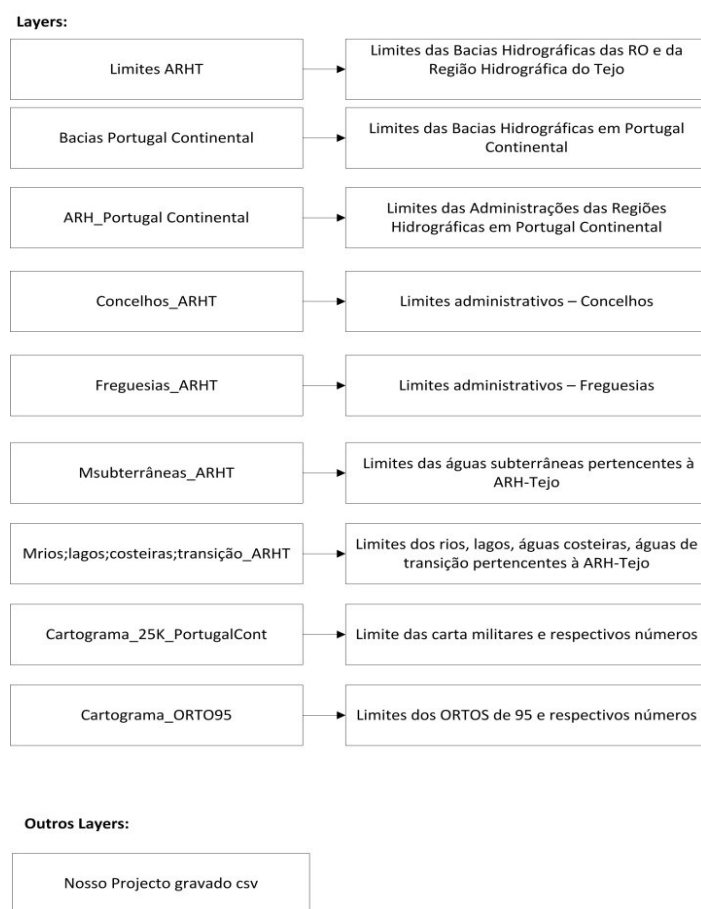 Layers:
Limites ARHT
Limites das Bacias Hidrográficas das RO e da
Região Hidrográfica do Tejo
Bacias Portugal Continental
Limites das Bacias Hidrográficas em Portugal
Continental
ARH_Portugal Continental
Limites das Administrações das Regiões
Hidrográficas em Portugal Continental
Concelhos_ARHT
Limites administrativos – Concelhos
Freguesias_ARHT
Limites administrativos – Freguesias
Msubterrâneas_ARHT
Limites das águas subterrâneas pertencentes à
ARH-Tejo
Mrios;lagos;costeiras;transição_ARHT
Limites dos rios, lagos, águas costeiras, águas de
transição pertencentes à ARH-Tejo
Cartograma_25K_PortugalCont
Limite das carta militares e respectivos números
Cartograma_ORTO95
Limites dos ORTOS de 95 e respectivos números
Outros Layers:
Nosso Projecto gravado csv